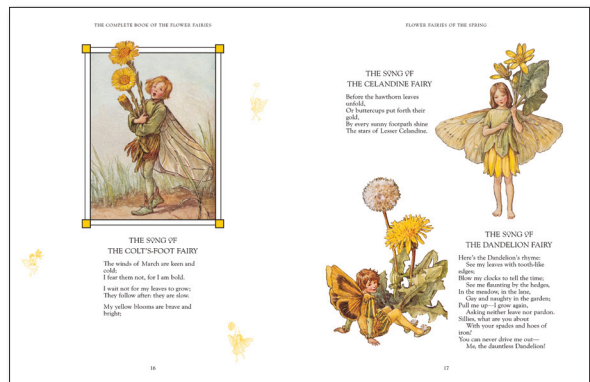 THE COMPLETE BOOK OF THE FLOWER FAIRIES
THE SONG OF
THE COLT'S-FOOT FAIRY
The winds of March are keen and
cold;
I fear them not, for I am bold.
I wait not for my leaves to grow;
They follow after: they are slow.
My yellow blooms are brave and
bright;
16
FLOWER FAIRIES OF THE SPRING
THE SONG OF
THE CELANDINE FAIRY
Before the hawthorn leaves
unfold,
Or buttercups put forth their
gold,
By every sunny footpath shine
The stars of Lesser Celandine.
THE SONG OF
THE DANDELION FAIRY
Here's the Dandelion's rhyme:
See my leaves with tooth-like
edges;
Blow my clocks to tell the time;
See me flaunting by the hedges,
In the meadow, in the lane,
Gay and naughty in the garden;
Pull me up—I grow again,
Asking neither leave nor pardon.
Sillies, what are you about
With your spades and hoes of
iron?
You can never drive me out—
Me, the dauntless Dandelion!
17